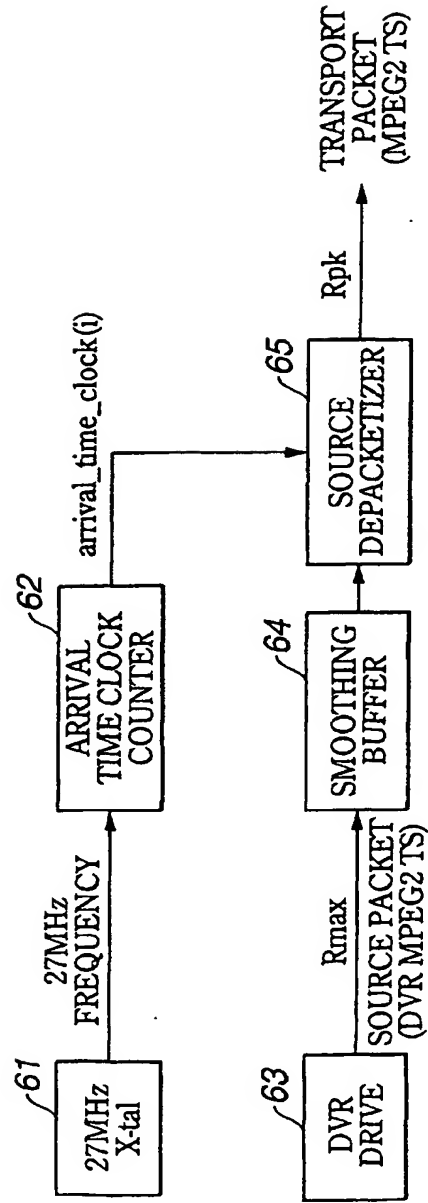 61
27MHz
X-tal
27MHz
FREQUENCY
62
ARRIVAL
TIME CLOCK
COUNTER
arrival_time_clock(i)
63
DVR
DRIVE
Rmax
SOURCE PACKET
(DVR MPEG2 TS)
64
SMOOTHING
BUFFER
65
SOURCE
DEPACKETIZER
Rpk
TRANSPORT
PACKET
(MPEG2 TS)